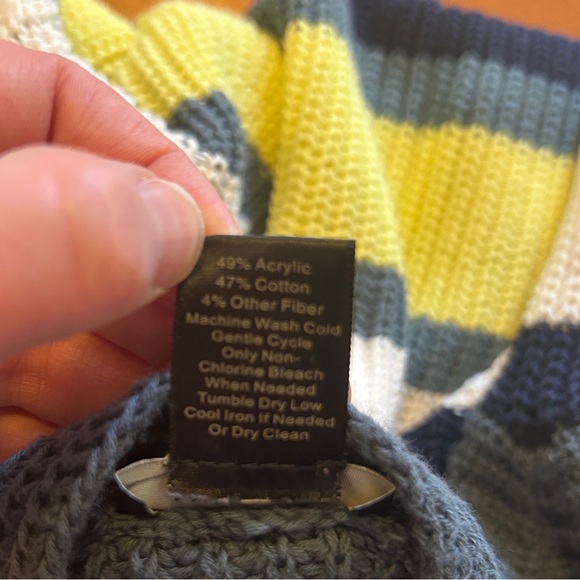 49% Acrylic
47% Cotton
4% Other Fiber
Machine Wash Cold
Gentle Cycle
Only Non-
Chlorine Bleach
When Needed
Tumble Dry Low
Cool Iron If Needed
Or Dry Clean